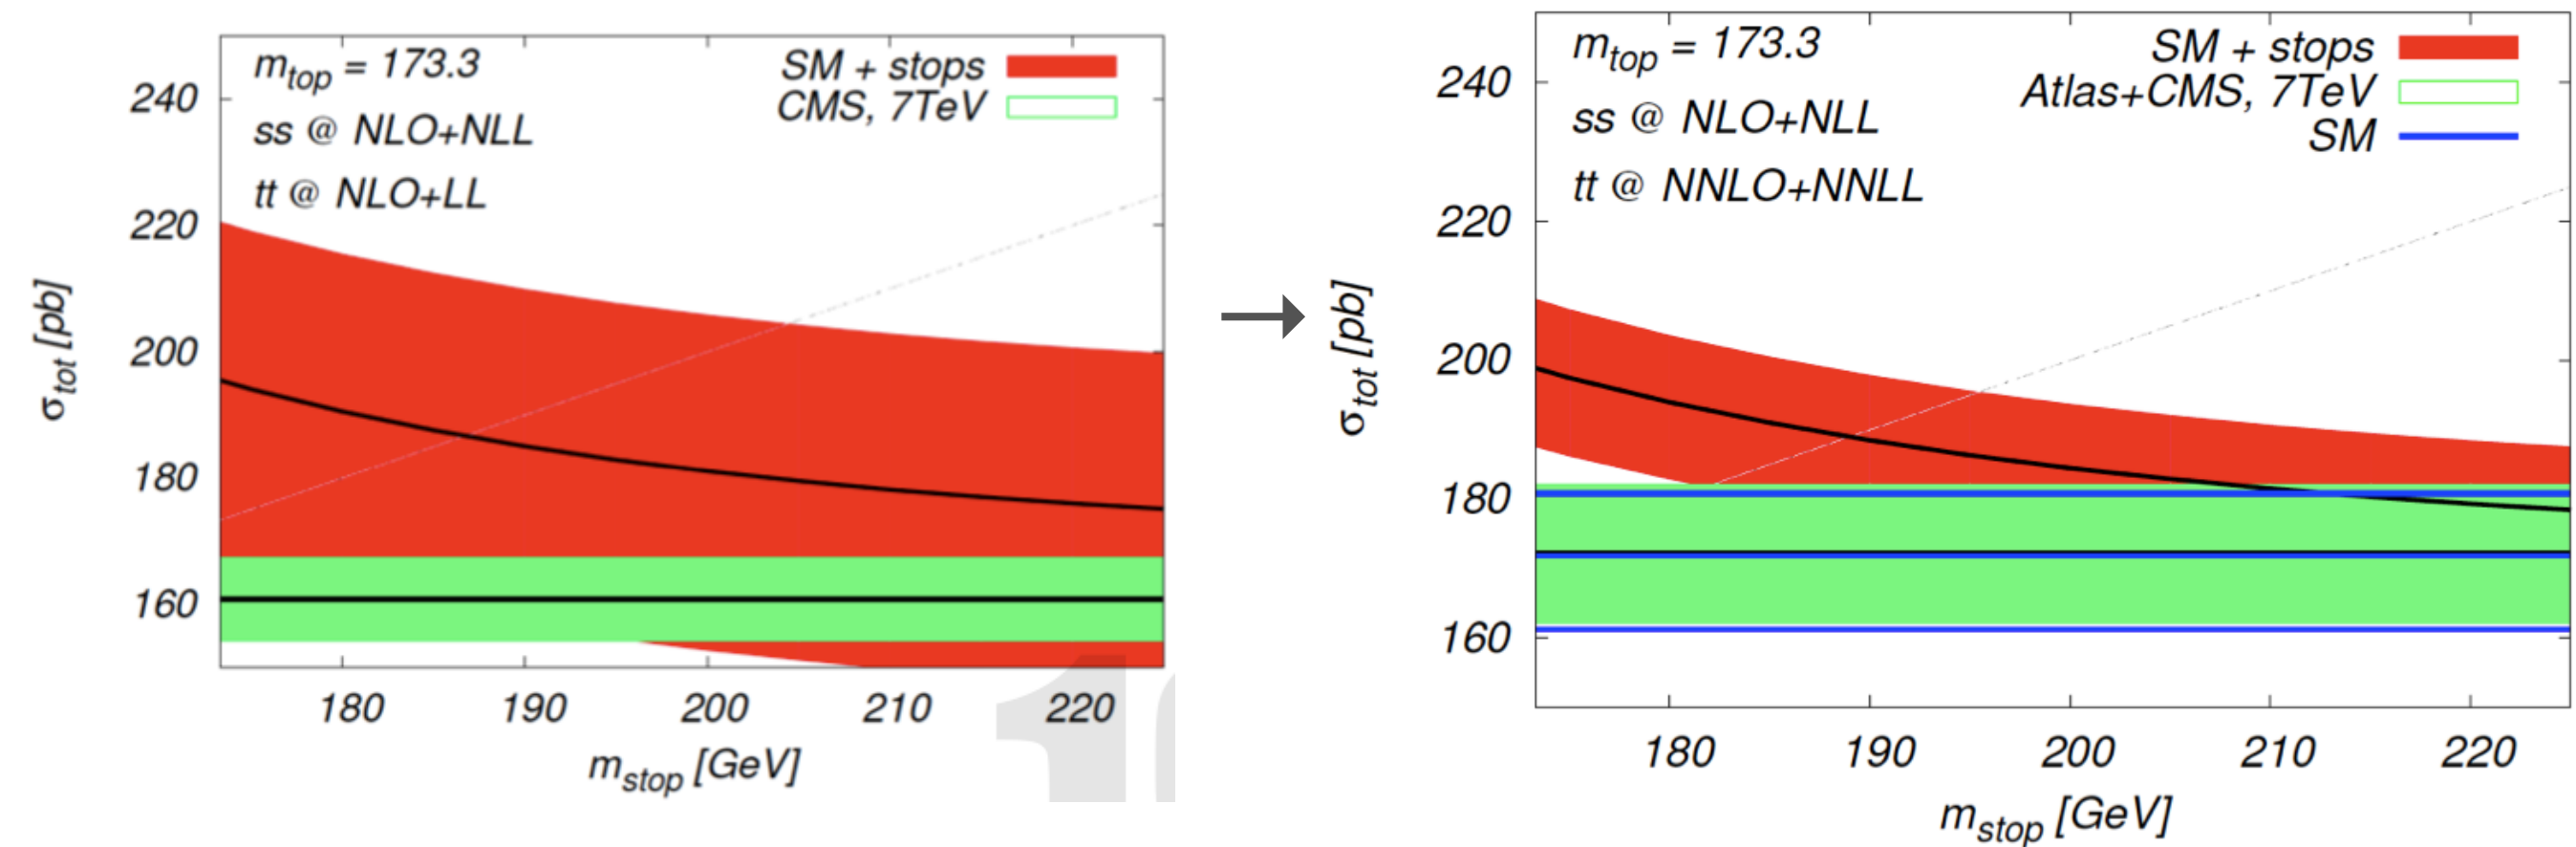 m_top = 173.3
ss @ NLO+NLL
tt @ NLO+LL
SM + stops
CMS, 7TeV
240
220
200
180
160
σ_tot [pb]
180 190 200 210 220
m_stop [GeV]
m_top = 173.3
ss @ NLO+NLL
tt @ NNLO+NNLL
SM + stops
Atlas+CMS, 7TeV
SM
240
220
200
180
160
σ_tot [pb]
180 190 200 210 220
m_stop [GeV]